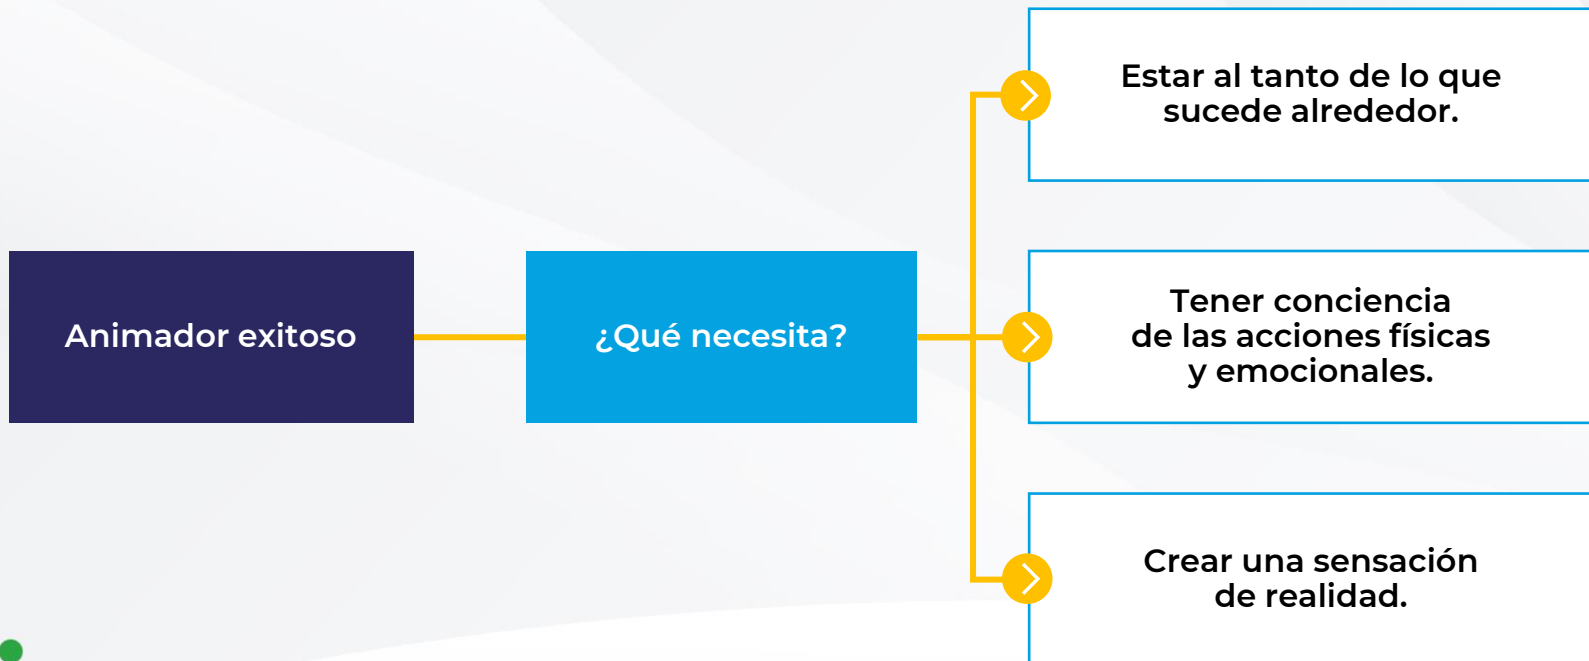 Animador exitoso
¿Qué necesita?
Estar al tanto de lo que
sucede alrededor.
Tener conciencia
de las acciones físicas
y emocionales.
Crear una sensación
de realidad.